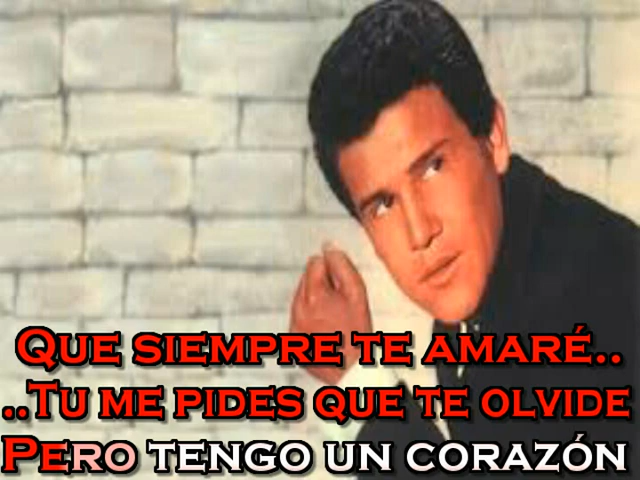 Que siempre te amaré..
..Tu me pides que te olvide
Pero tengo un corazón